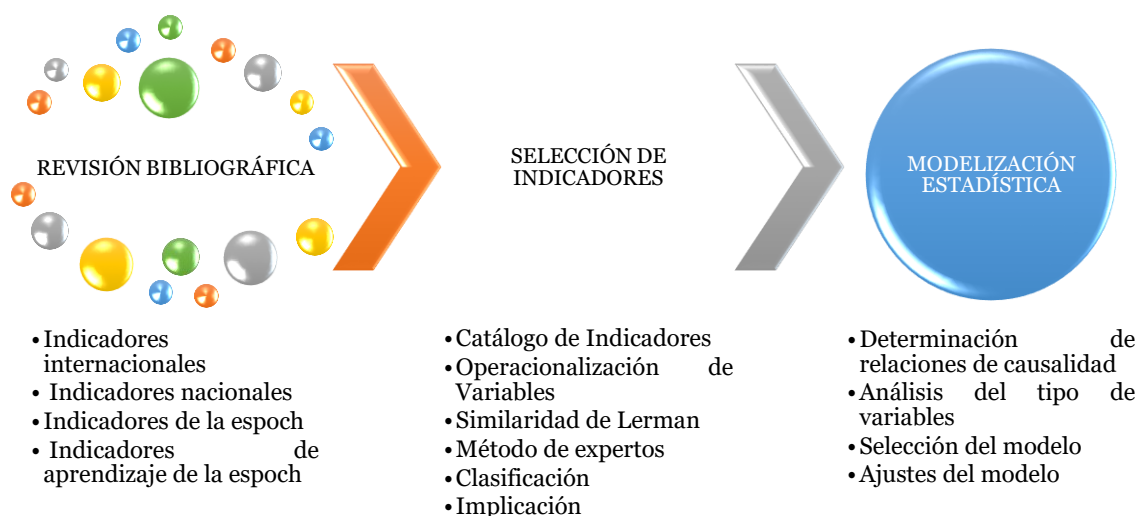 REVISIÓN BIBLIOGRÁFICA
SELECCIÓN DE
INDICADORES
MODELIZACIÓN
ESTADÍSTICA
• Indicadores
internacionales
• Indicadores nacionales
• Indicadores de la espoch
• Indicadores de
aprendizaje de la espoch
• Catálogo de Indicadores
• Operacionalización de
Variables
• Similaridad de Lerman
• Método de expertos
• Clasificación
• Implicación
• Determinación de
relaciones de causalidad
• Análisis del tipo de
variables
• Selección del modelo
• Ajustes del modelo